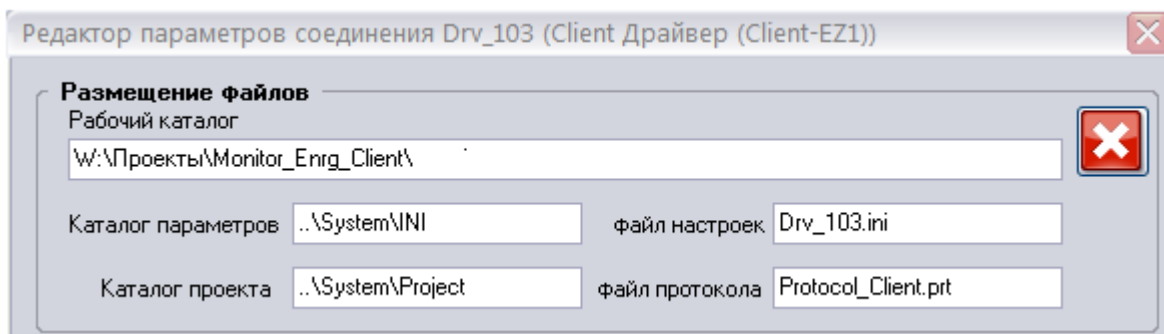 Редактор параметров соединения Drv_103 (Client Драйвер (Client-EZ1))
Размещение файлов
Рабочий каталог
W:\Проекты\Monitor_Enrg_Client\
Каталог параметров ..\System\INI файл настроек Drv_103.ini
Каталог проекта ..\System\Project файл протокола Protocol_Client.prt